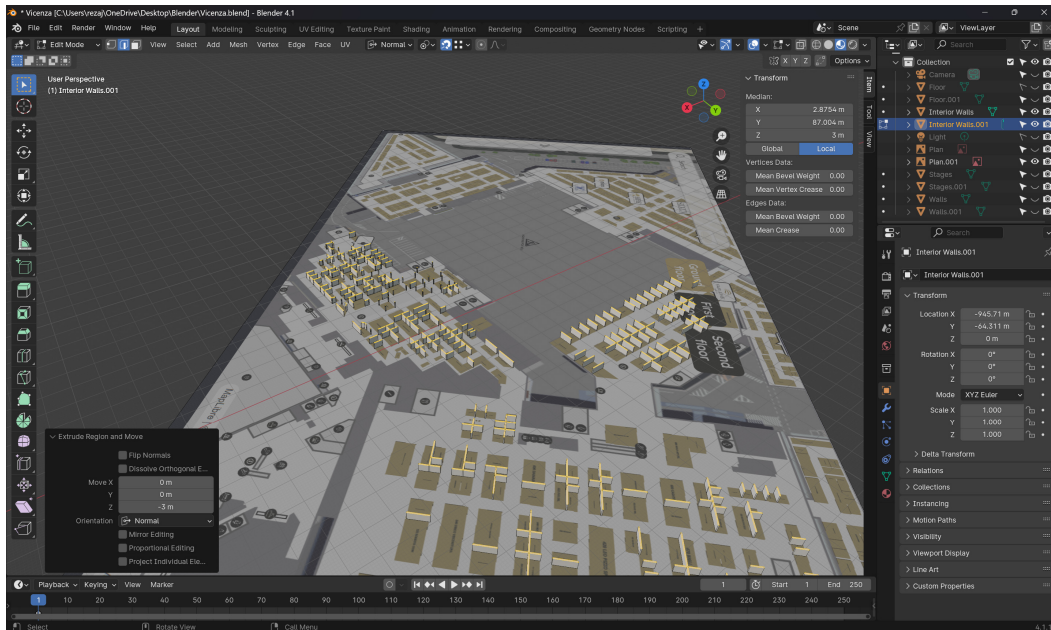 * Vicenza [C:\Users\rezaj\OneDrive\Desktop\Blender\Vicenza.blend] - Blender 4.1
File Edit Render Window Help Layout Modeling Sculpting UV Editing Texture Paint Shading Animation Rendering Compositing Geometry Nodes Scripting + Scene ViewLayer
Edit Mode View Select Add Mesh Vertex Edge Face UV Normal Search
X Y Z Options
User Perspective
(1) Interior Walls.001
Z
X
Y
Transform
Median:
X 2.8754 m
Y 87.004 m
Z 3 m
Global Local
Vertices Data:
Mean Bevel Weight 0.00
Mean Vertex Crease 0.00
Edges Data:
Mean Bevel Weight 0.00
Mean Crease 0.00
Item
Tool
View
Collection
Camera
Floor
Floor.001
Interior Walls
Interior Walls.001
Light
Plan
Plan.001
Stages
Stages.001
Walls
Walls.001
Search
Interior Walls.001
Interior Walls.001
Transform
Location X -945.71 m
Y -64.311 m
Z 0 m
Rotation X 0°
Y 0°
Z 0°
Mode XYZ Euler
Scale X 1.000
Y 1.000
Z 1.000
Delta Transform
Relations
Collections
Instancing
Motion Paths
Visibility
Viewport Display
Line Art
Custom Properties
Ground
floor
First
floor
Second
floor
Extrude Region and Move
Flip Normals
Dissolve Orthogonal E...
Move X 0 m
Y 0 m
Z -3 m
Orientation Normal
Mirror Editing
Proportional Editing
Project Individual Ele...
Playback Keying View Marker 1 Start 1 End 250
1 10 20 30 40 50 60 70 80 90 100 110 120 130 140 150 160 170 180 190 200 210 220 230 240 250
Select Rotate View Call Menu 4.1.1